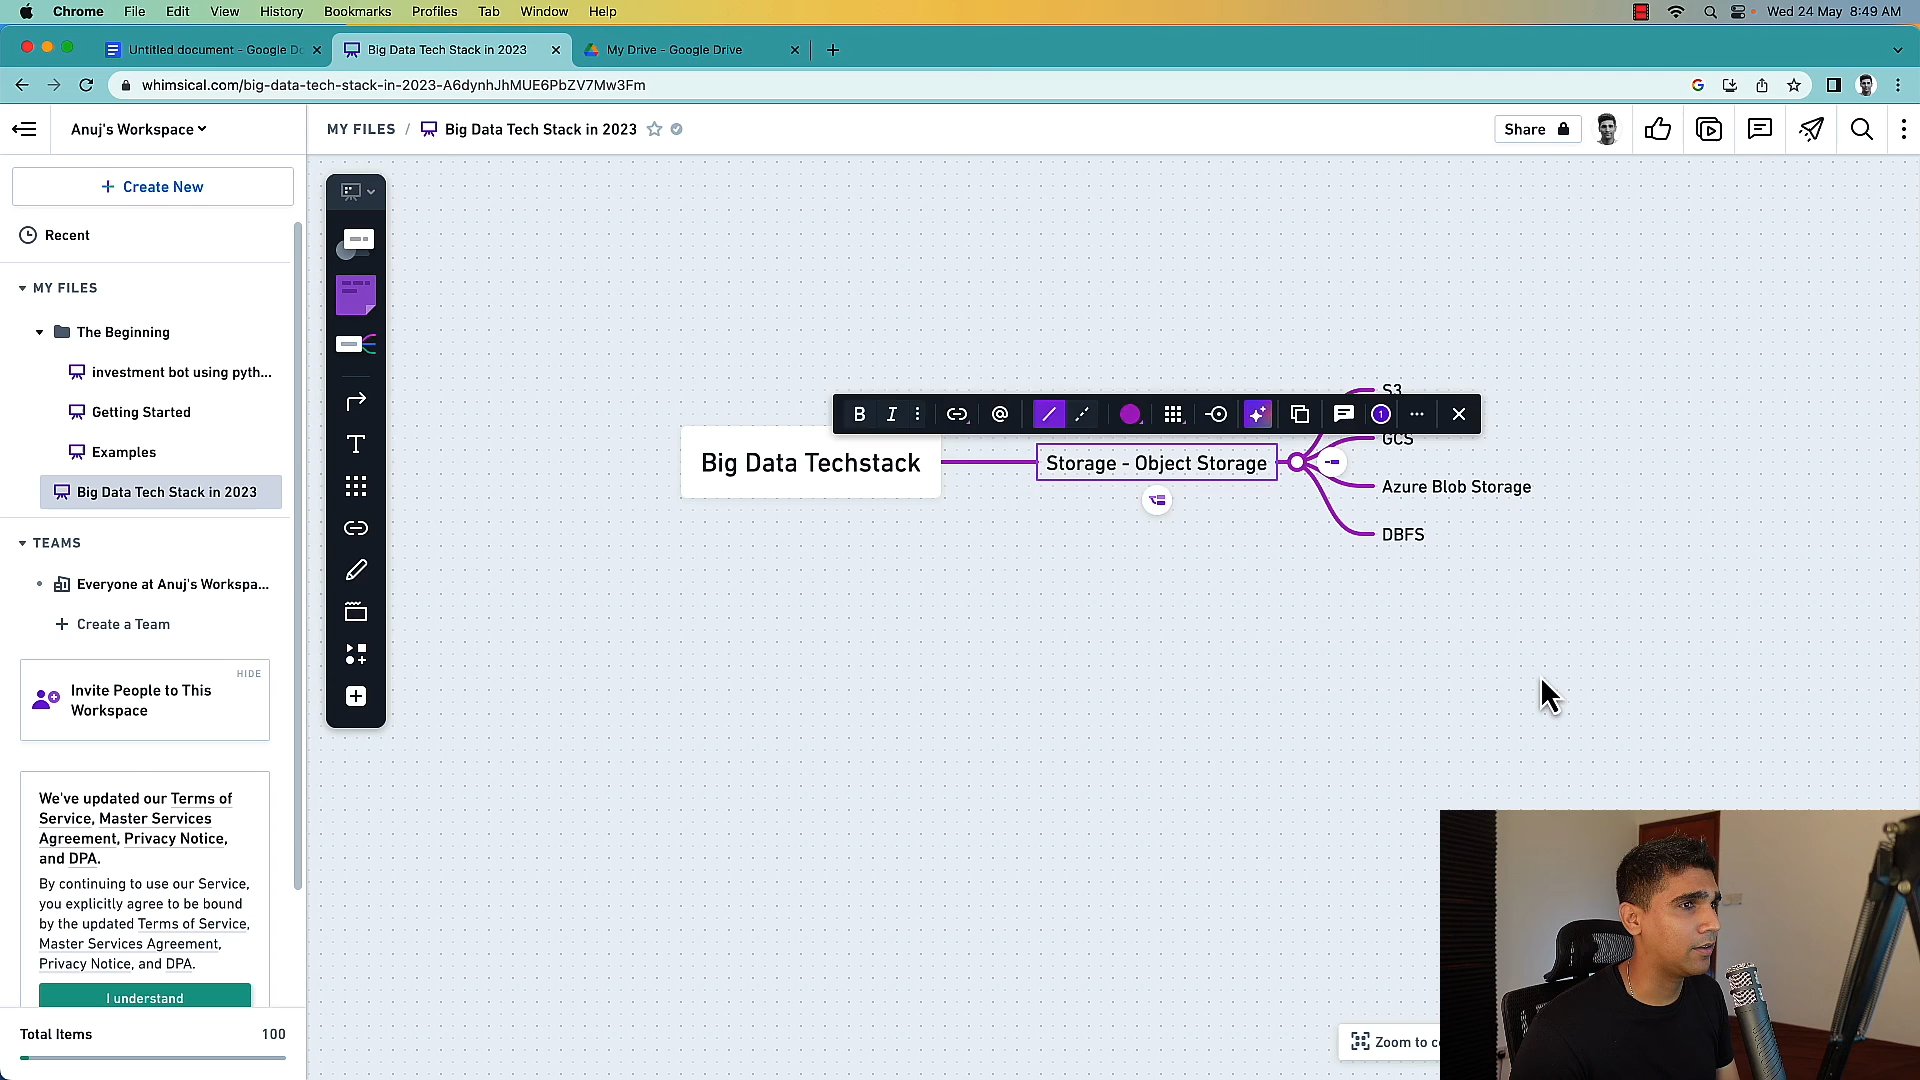 Chrome File Edit View History Bookmarks Profiles Tab Window Help Wed 24 May 8:49 AM
Untitled document - Google Do Big Data Tech Stack in 2023 My Drive - Google Drive
whimsical.com/big-data-tech-stack-in-2023-A6dynhJhMUE6PbZV7Mw3Fm
Anuj's Workspace
MY FILES / Big Data Tech Stack in 2023
Share
+ Create New
Recent
MY FILES
The Beginning
investment bot using pyth...
Getting Started
Examples
Big Data Tech Stack in 2023
TEAMS
Everyone at Anuj's Workspa...
+ Create a Team
HIDE
Invite People to This
Workspace
We've updated our Terms of
Service, Master Services
Agreement, Privacy Notice,
and DPA.
By continuing to use our Service,
you explicitly agree to be bound
by the updated Terms of Service,
Master Services Agreement,
Privacy Notice, and DPA.
I understand
Total Items 100
B I @ 1
Big Data Techstack
Storage - Object Storage
S3
GCS
Azure Blob Storage
DBFS
T
Zoom to co